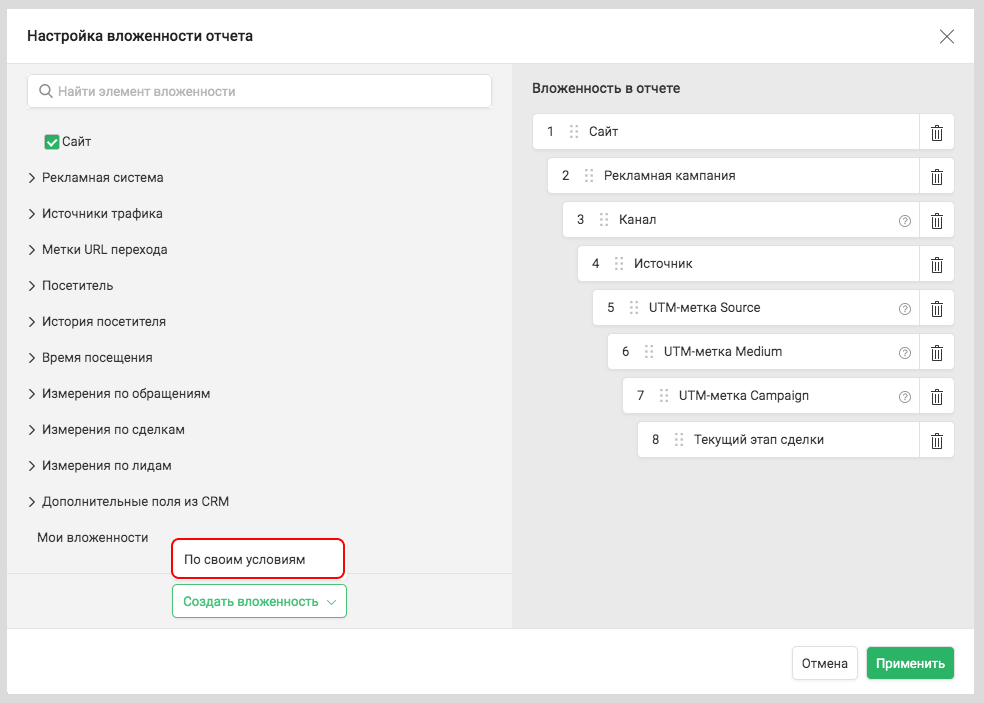 Настройка вложенности отчета
Найти элемент вложенности
Сайт
Рекламная система
Источники трафика
Метки URL перехода
Посетитель
История посетителя
Время посещения
Измерения по обращениям
Измерения по сделкам
Измерения по лидам
Дополнительные поля из CRM
Мои вложенности
По своим условиям
Создать вложенность
Вложенность в отчете
1 Сайт
2 Рекламная кампания
3 Канал ?
4 Источник
5 UTM-метка Source ?
6 UTM-метка Medium ?
7 UTM-метка Campaign ?
8 Текущий этап сделки
Отмена
Применить